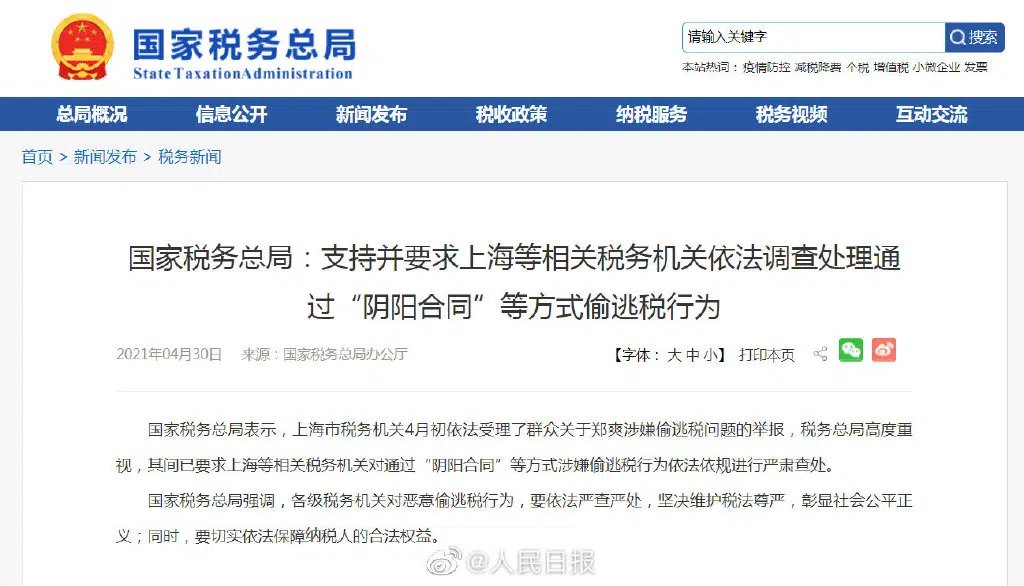 国家税务总局
StateTaxationAdministration
请输入关键字
搜索
本站热词：疫情防控 减税降费 个税 增值税 小微企业 发票
总局概况 信息公开 新闻发布 税收政策 纳税服务 税务视频 互动交流
首页 > 新闻发布 > 税务新闻
国家税务总局：支持并要求上海等相关税务机关依法调查处理通
过“阴阳合同”等方式偷逃税行为
2021年04月30日 来源：国家税务总局办公厅 【字体：大 中 小】 打印本页
国家税务总局表示，上海市税务机关4月初依法受理了群众关于郑爽涉嫌偷逃税问题的举报，税务总局高度重
视，其间已要求上海等相关税务机关对通过“阴阳合同”等方式涉嫌偷逃税行为依法依规进行严肃查处。
国家税务总局强调，各级税务机关对恶意偷逃税行为，要依法严查严处，坚决维护税法尊严，彰显社会公平正
义；同时，要切实依法保障纳税人的合法权益。
@人民日报